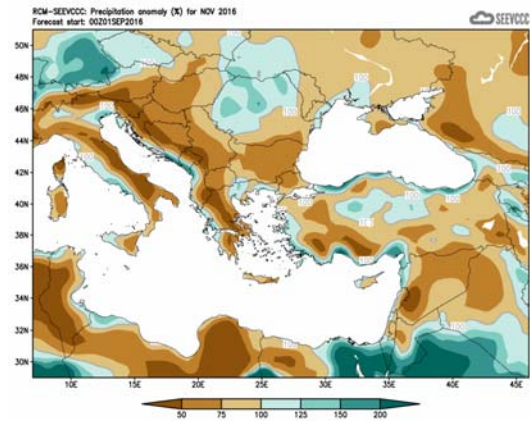 RCM-SEEVCCC: Precipitation anomaly (%) for NOV 2016
Forecast start: 00Z01SEP2016
SEEVCCC
50N
48N
46N
44N
42N
40N
38N
36N
34N
32N
30N
10E 15E 20E 25E 30E 35E 40E 45E
50 75 100 125 150 200